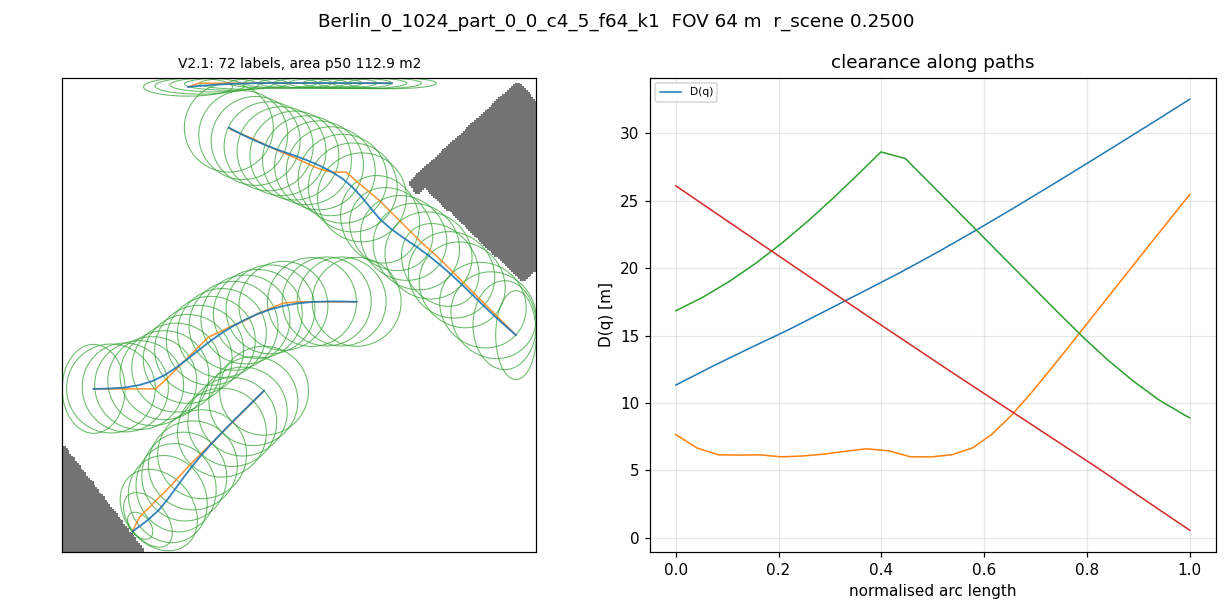 Berlin_0_1024_part_0_0_c4_5_f64_k1 FOV 64 m r_scene 0.2500
V2.1: 72 labels, area p50 112.9 m2
clearance along paths
D(q)
D(q) [m]
30
25
20
15
10
5
0
0.0 0.2 0.4 0.6 0.8 1.0
normalised arc length